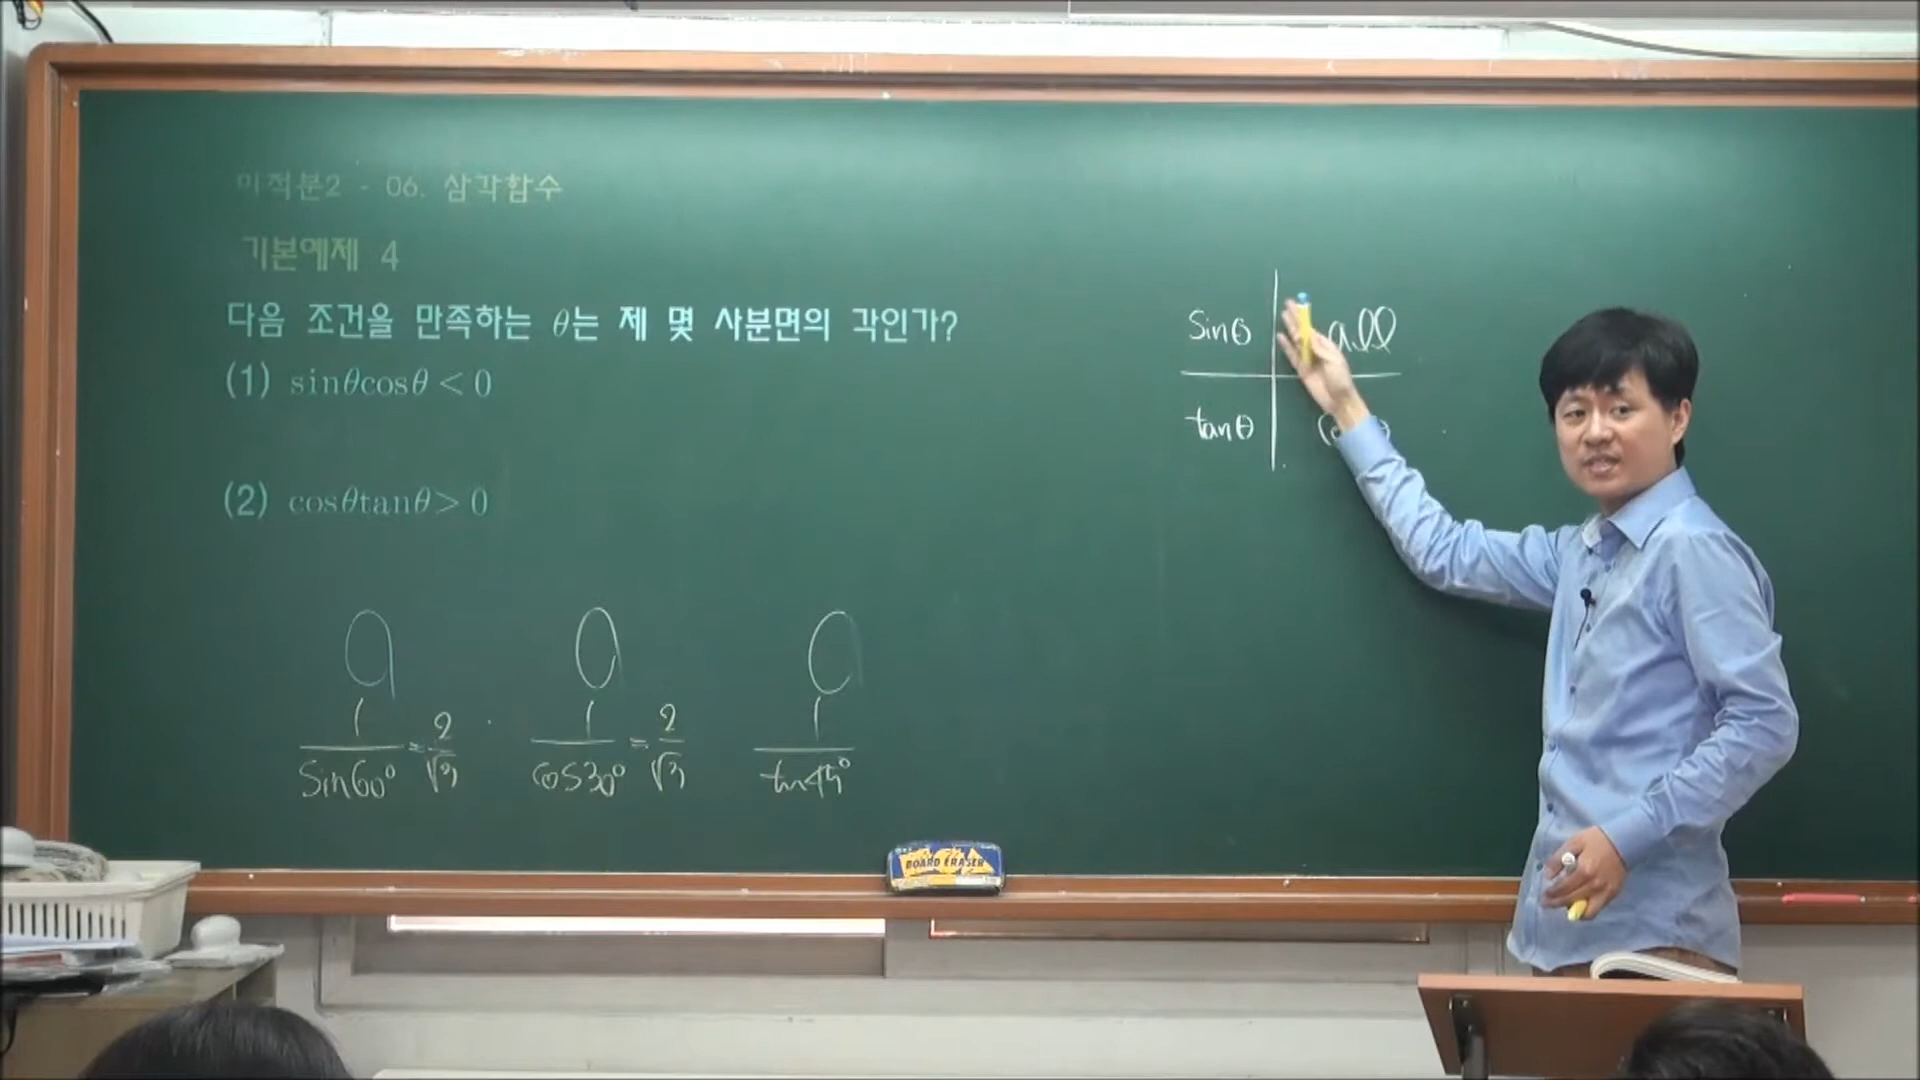 미적분2 - 06. 삼각함수
기본예제 4
다음 조건을 만족하는 θ는 제 몇 사분면의 각인가?
(1) sinθcosθ < 0
(2) cosθtanθ > 0
sinθ all
tanθ
1/sin60° = 2/√3
1/cos30° = 2/√3
1/tan45°
BOARD ERASER